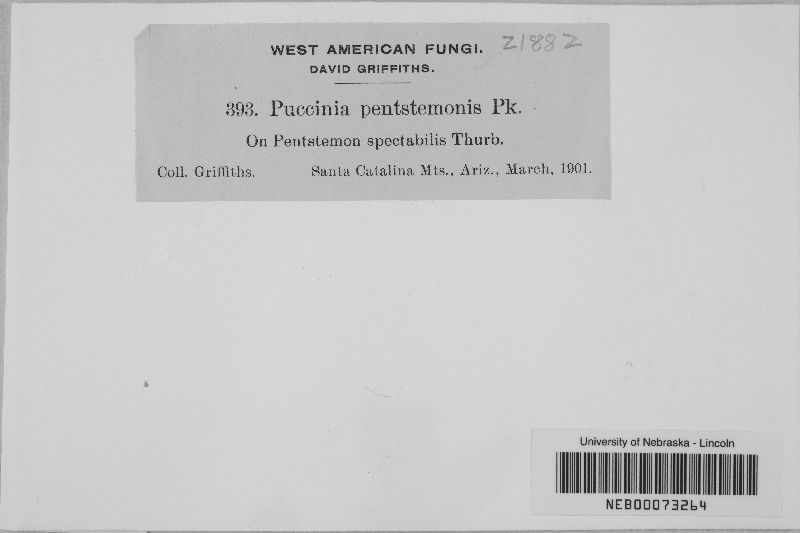 WEST AMERICAN FUNGI. 21882
DAVID GRIFFITHS.
393. Puccinia pentstemonis Pk.
On Pentstemon spectabilis Thurb.
Coll. Griffiths. Santa Catalina Mts., Ariz., March, 1901.
University of Nebraska - Lincoln
NEB00073264